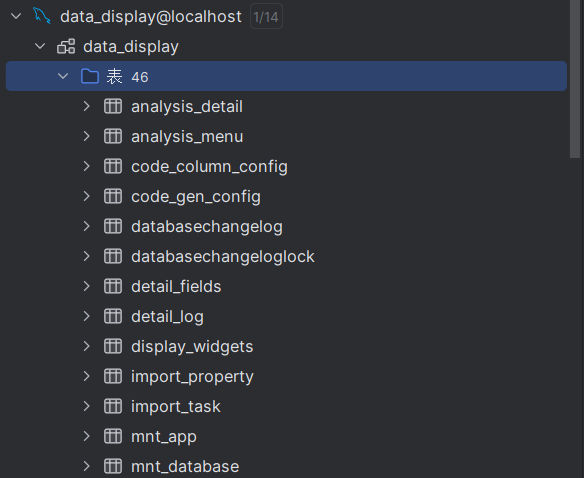 data_display@localhost 1/14
data_display
表 46
analysis_detail
analysis_menu
code_column_config
code_gen_config
databasechangelog
databasechangeloglock
detail_fields
detail_log
display_widgets
import_property
import_task
mnt_app
mnt_database